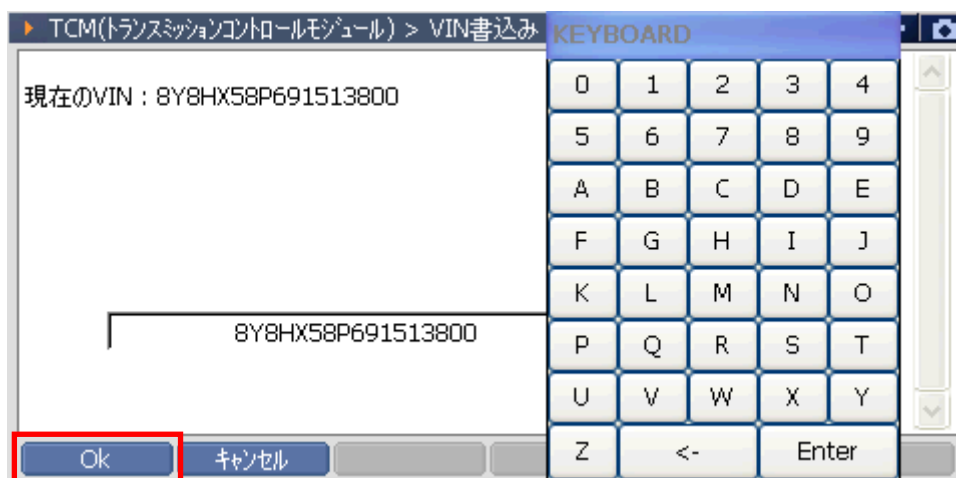 TCM(トランスミッションコントロールモジュール) > VIN書込み
KEYBOARD
現在のVIN：8Y8HX58P691513800
0 1 2 3 4
5 6 7 8 9
A B C D E
F G H I J
K L M N O
8Y8HX58P691513800
P Q R S T
U V W X Y
Z <- Enter
Ok キャンセル